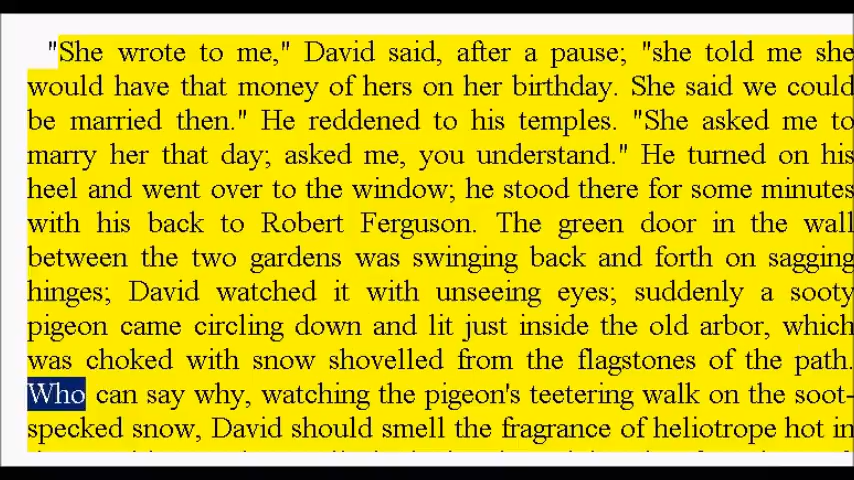 "She wrote to me," David said, after a pause; "she told me she
would have that money of hers on her birthday. She said we could
be married then." He reddened to his temples. "She asked me to
marry her that day; asked me, you understand." He turned on his
heel and went over to the window; he stood there for some minutes
with his back to Robert Ferguson. The green door in the wall
between the two gardens was swinging back and forth on sagging
hinges; David watched it with unseeing eyes; suddenly a sooty
pigeon came circling down and lit just inside the old arbor, which
was choked with snow shovelled from the flagstones of the path.
Who can say why, watching the pigeon's teetering walk on the soot-
specked snow, David should smell the fragrance of heliotrope hot in